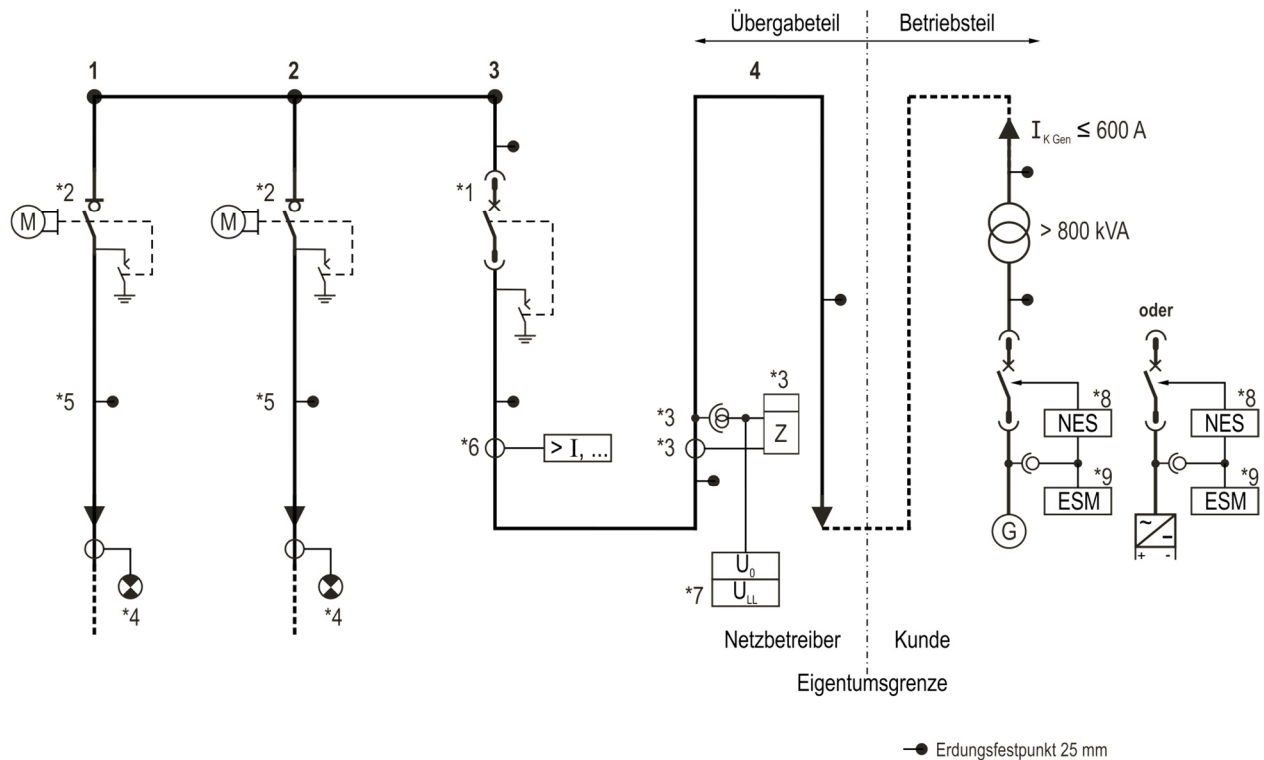 Übergabeteil Betriebsteil
1 2 3 4
I K Gen ≤ 600 A
*2 *2 *1
M M
> 800 kVA
oder
*3
*5 *5 *8 *8
*3 Z NES NES
*6 > I, ... *3
*9 *9
ESM ESM
G ~ –
+ -
U0
*4 *4 *7 ULL
Netzbetreiber Kunde
Eigentumsgrenze
Erdungsfestpunkt 25 mm